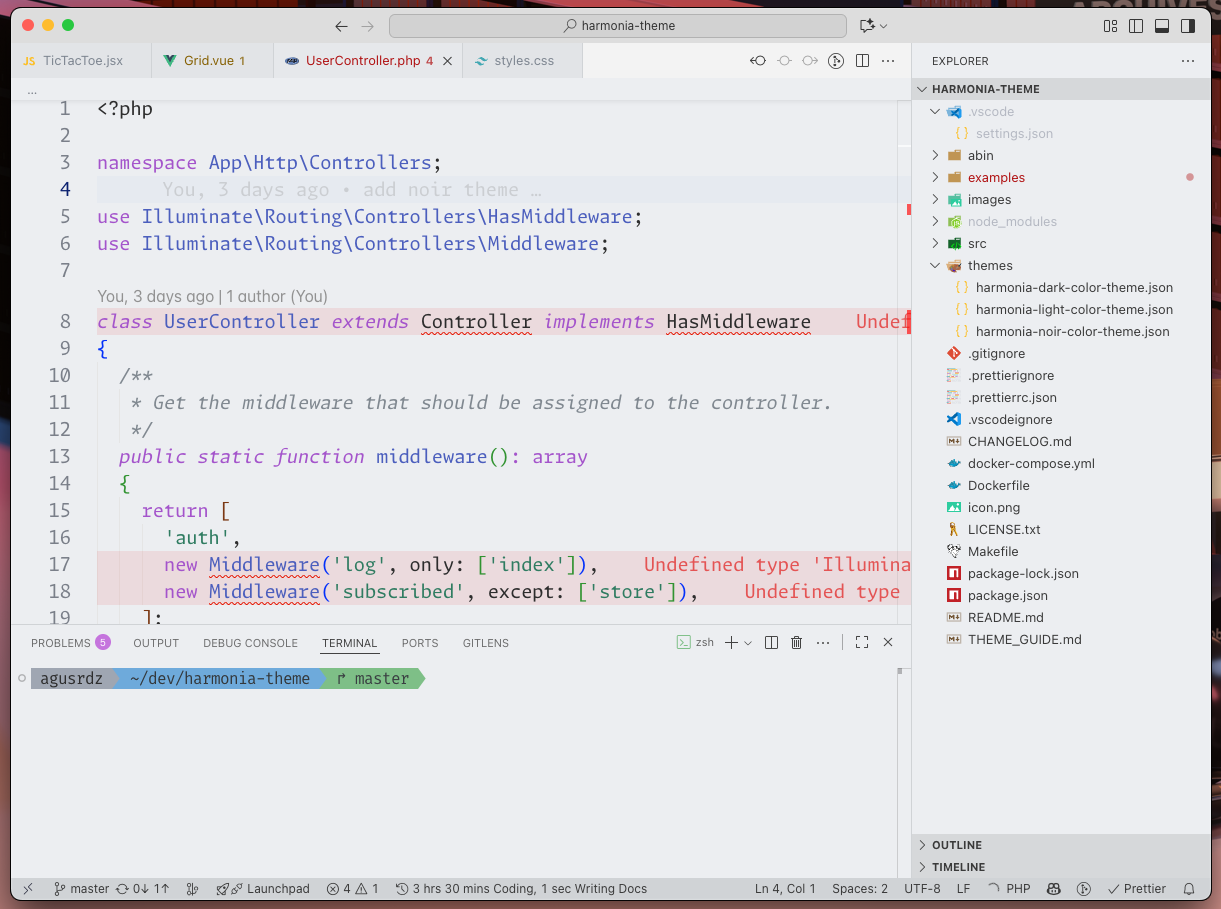 harmonia-theme
JS TicTacToe.jsx
Grid.vue 1
UserController.php 4
styles.css
...
1 <?php
2
3 namespace App\Http\Controllers;
4 You, 3 days ago • add noir theme …
5 use Illuminate\Routing\Controllers\HasMiddleware;
6 use Illuminate\Routing\Controllers\Middleware;
7
You, 3 days ago | 1 author (You)
8 class UserController extends Controller implements HasMiddleware Undef
9 {
10 /**
11 * Get the middleware that should be assigned to the controller.
12 */
13 public static function middleware(): array
14 {
15 return [
16 'auth',
17 new Middleware('log', only: ['index']), Undefined type 'Illumina
18 new Middleware('subscribed', except: ['store']), Undefined type
19 ];
PROBLEMS 5 OUTPUT DEBUG CONSOLE TERMINAL PORTS GITLENS
zsh
agusrdz ~/dev/harmonia-theme master
EXPLORER
HARMONIA-THEME
.vscode
{} settings.json
abin
examples
images
node_modules
src
themes
{} harmonia-dark-color-theme.json
{} harmonia-light-color-theme.json
{} harmonia-noir-color-theme.json
.gitignore
.prettierignore
.prettierrc.json
.vscodeignore
CHANGELOG.md
docker-compose.yml
Dockerfile
icon.png
LICENSE.txt
Makefile
package-lock.json
package.json
README.md
THEME_GUIDE.md
OUTLINE
TIMELINE
master 0↓ 1↑ Launchpad 4 1 3 hrs 30 mins Coding, 1 sec Writing Docs Ln 4, Col 1 Spaces: 2 UTF-8 LF PHP Prettier